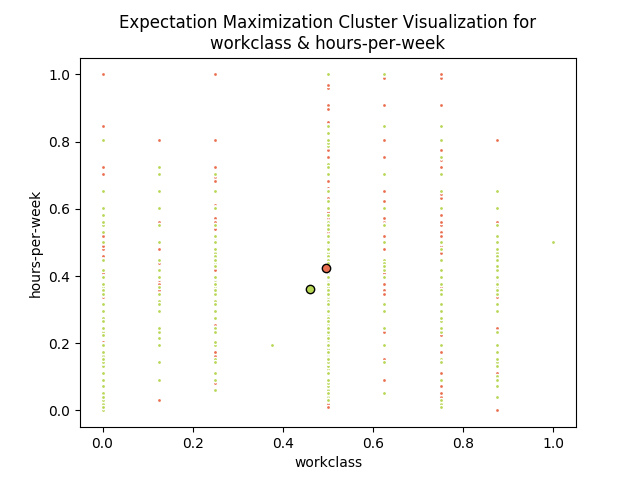 Expectation Maximization Cluster Visualization for
workclass & hours-per-week
1.0
0.8
0.6
0.4
0.2
0.0
hours-per-week
0.0 0.2 0.4 0.6 0.8 1.0
workclass